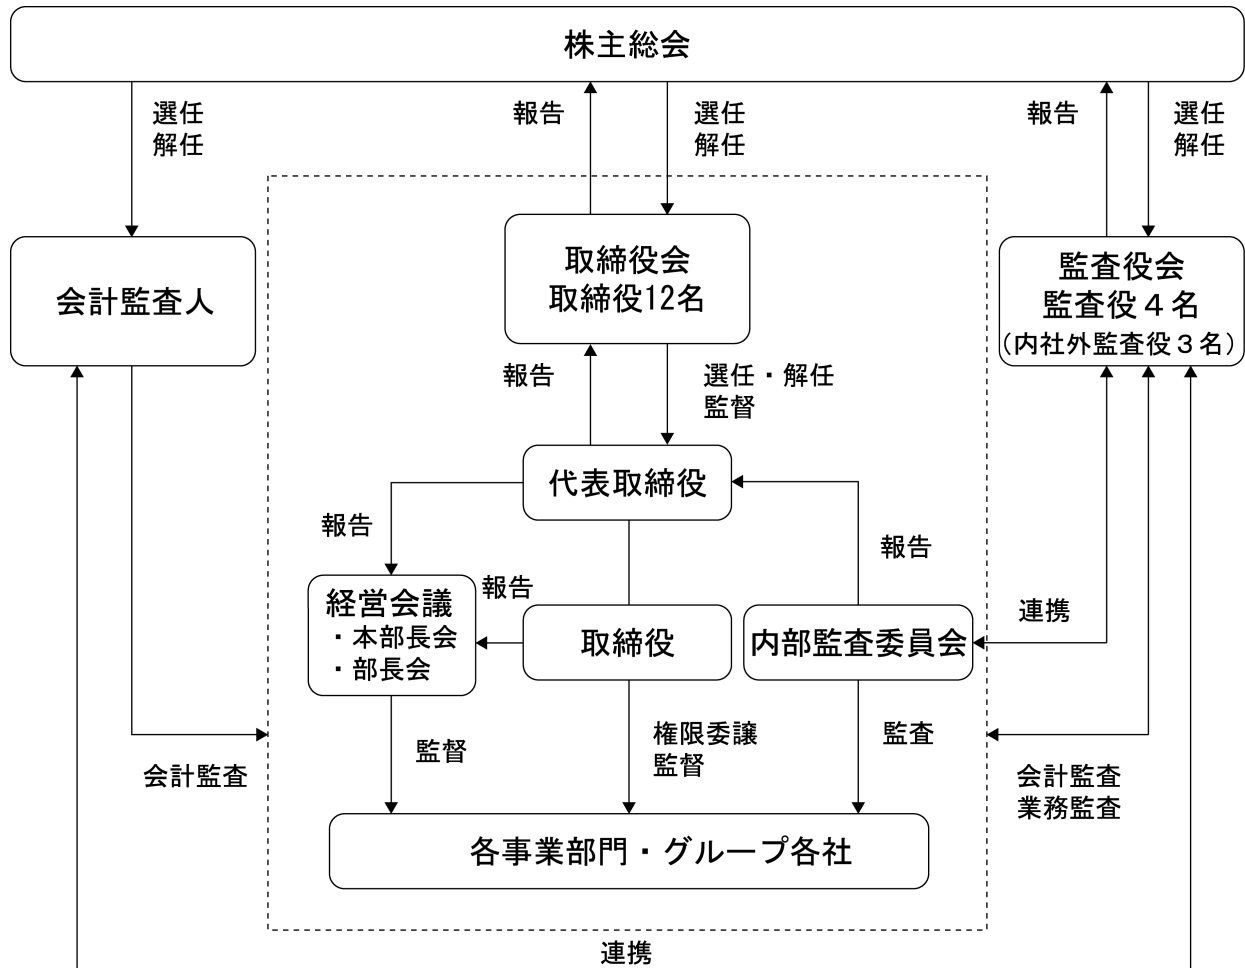 株主総会
選任
解任
報告
選任
解任
報告
選任
解任
会計監査人
取締役会
取締役12名
監査役会
監査役４名
(内社外監査役３名)
報告
選任・解任
監督
代表取締役
報告
報告
経営会議
・本部長会
・部長会
報告
取締役
内部監査委員会
連携
監督
権限委譲
監督
監査
会計監査
会計監査
業務監査
各事業部門・グループ各社
連携